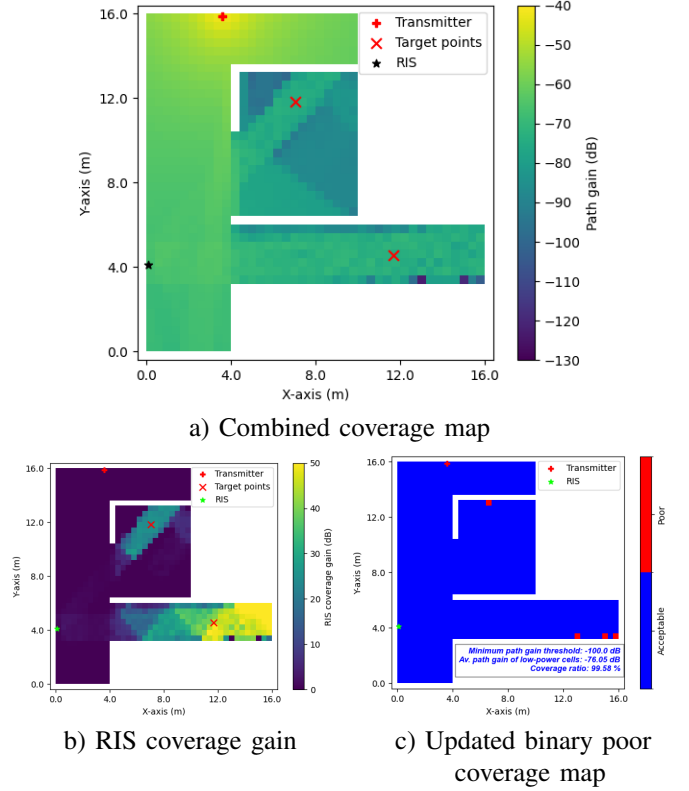 16.0
12.0
8.0
4.0
0.0
Y-axis (m)
0.0 4.0 8.0 12.0 16.0
X-axis (m)
Transmitter
Target points
RIS
−40
−50
−60
−70
−80
−90
−100
−110
−120
−130
Path gain (dB)
a) Combined coverage map
16.0
12.0
8.0
4.0
0.0
Y-axis (m)
0.0 4.0 8.0 12.0 16.0
X-axis (m)
Transmitter
Target points
RIS
50
40
30
20
10
0
RIS coverage gain (dB)
b) RIS coverage gain
16.0
12.0
8.0
4.0
0.0
Y-axis (m)
0.0 4.0 8.0 12.0 16.0
X-axis (m)
Transmitter
RIS
Minimum path gain threshold: -100.0 dB
Av. path gain of low-power cells: -76.05 dB
Coverage ratio: 99.58 %
Poor
Acceptable
c) Updated binary poor
coverage map